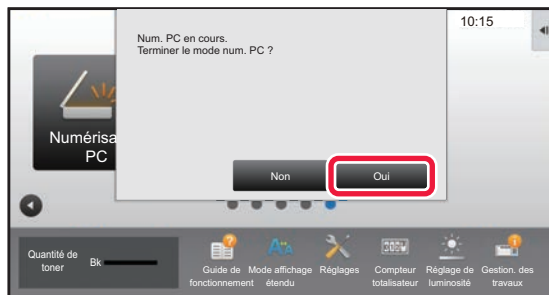 Num. PC en cours.
Terminer le mode num. PC ?
10:15
Numérisa
PC
Non
Oui
Quantité de
toner
Bk
Guide de
fonctionnement
Mode affichage
étendu
Réglages
Compteur
totalisateur
Réglage de
luminosité
Gestion. des
travaux